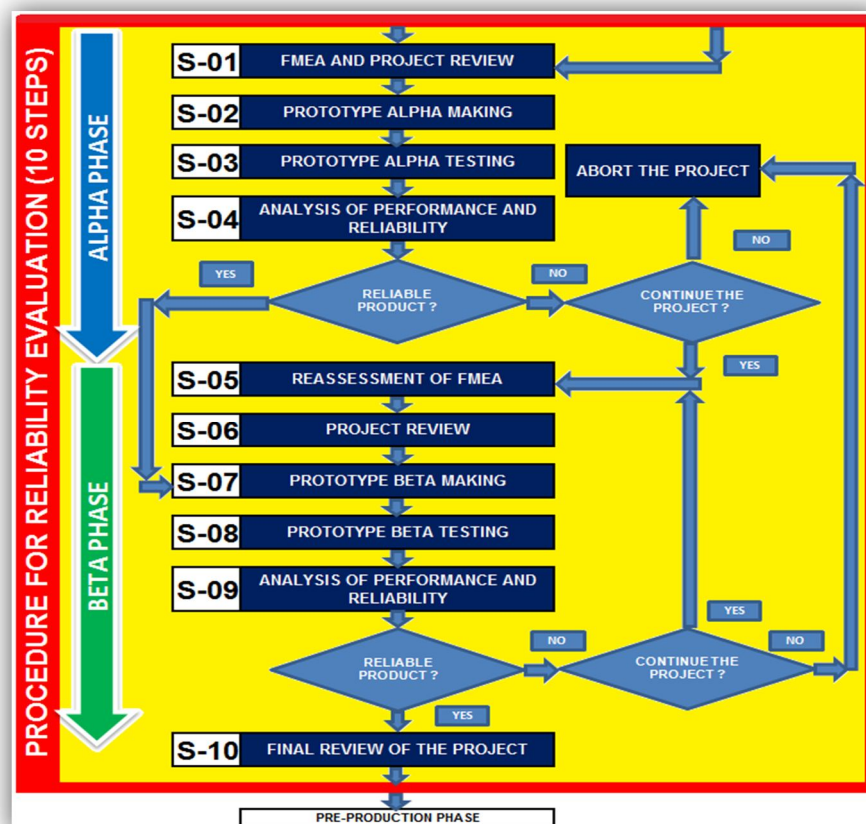 PROCEDURE FOR RELIABILITY EVALUATION (10 STEPS)
ALPHA PHASE
S-01
FMEA AND PROJECT REVIEW
S-02
PROTOTYPE ALPHA MAKING
S-03
PROTOTYPE ALPHA TESTING
ABORT THE PROJECT
S-04
ANALYSIS OF PERFORMANCE AND
RELIABILITY
YES
RELIABLE
PRODUCT ?
NO
CONTINUE THE
PROJECT ?
NO
YES
BETA PHASE
S-05
REASSESSMENT OF FMEA
S-06
PROJECT REVIEW
S-07
PROTOTYPE BETA MAKING
S-08
PROTOTYPE BETA TESTING
S-09
ANALYSIS OF PERFORMANCE AND
RELIABILITY
RELIABLE
PRODUCT ?
NO
CONTINUE THE
PROJECT ?
YES
NO
YES
S-10
FINAL REVIEW OF THE PROJECT
PRE-PRODUCTION PHASE